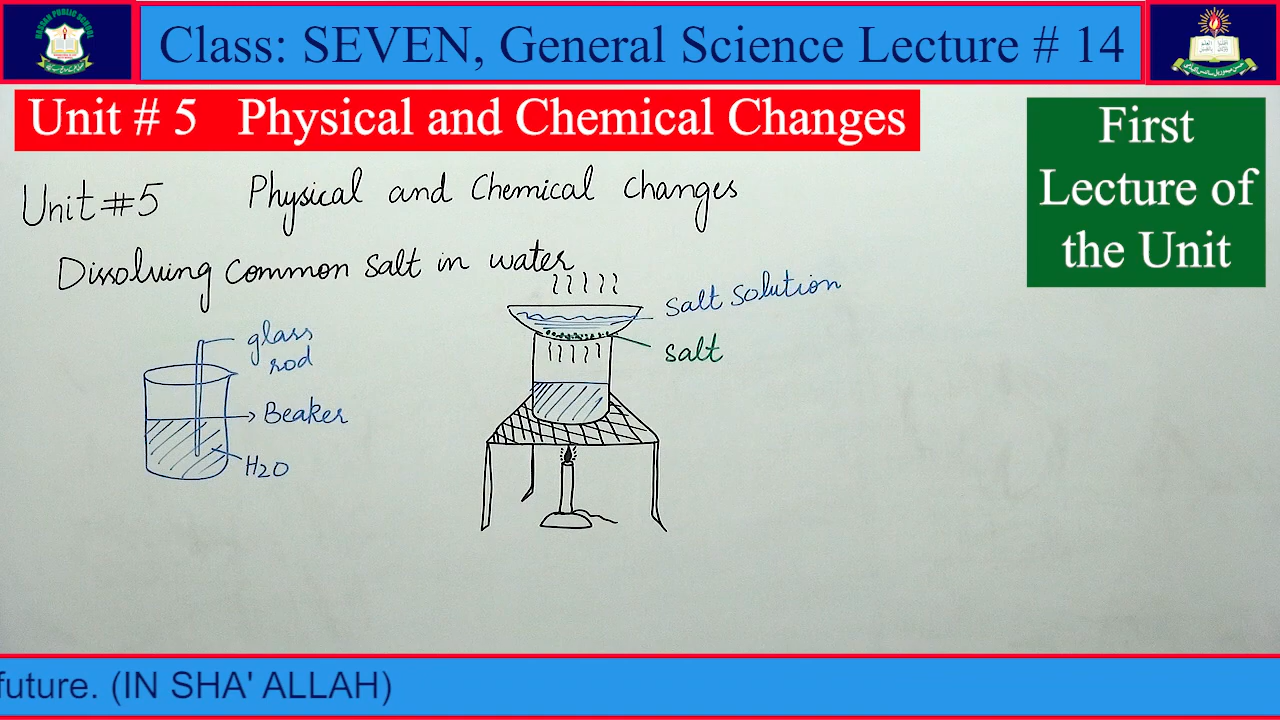 Class: SEVEN, General Science Lecture # 14
Unit # 5 Physical and Chemical Changes
First
Lecture of
the Unit
Unit #5 Physical and Chemical Changes
Dissolving common salt in water
glass
rod
Beaker
H2O
salt solution
salt
future. (IN SHA' ALLAH)